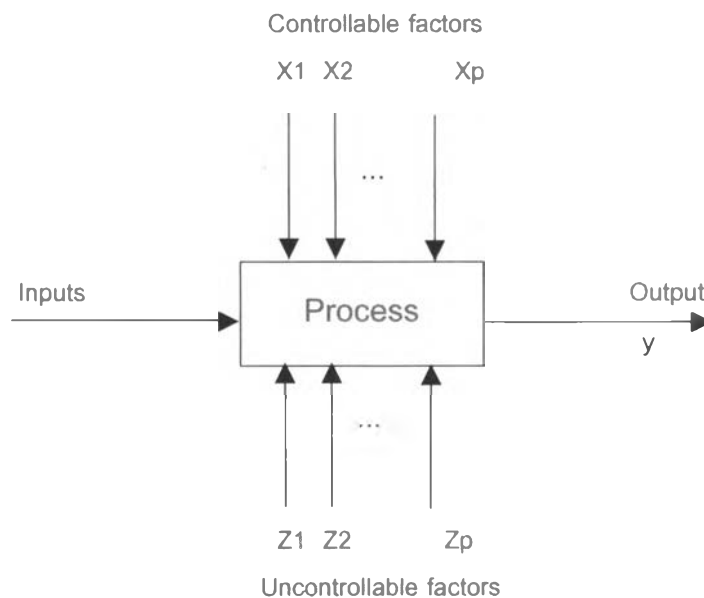 Controllable factors
X1 X2 Xp
...
Inputs
Process
Output
y
...
Z1 Z2 Zp
Uncontrollable factors